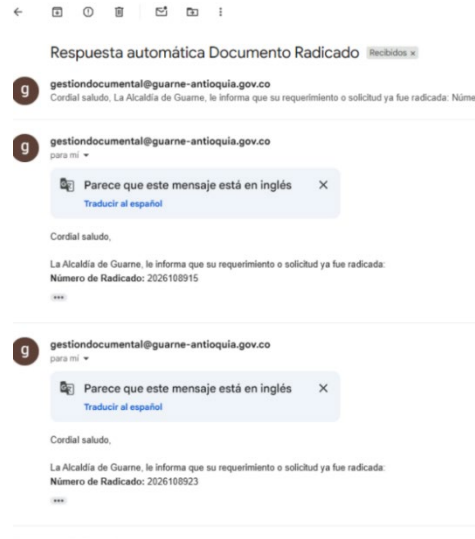 Respuesta automática Documento Radicado Recibidos x
g
gestiondocumental@guarne-antioquia.gov.co
Cordial saludo, La Alcaldía de Guarne, le informa que su requerimiento o solicitud ya fue radicada: Núme
g
gestiondocumental@guarne-antioquia.gov.co
para mí
Parece que este mensaje está en inglés
Traducir al español
Cordial saludo,
La Alcaldía de Guarne, le informa que su requerimiento o solicitud ya fue radicada:
Número de Radicado: 2026108915
g
gestiondocumental@guarne-antioquia.gov.co
para mí
Parece que este mensaje está en inglés
Traducir al español
Cordial saludo,
La Alcaldía de Guarne, le informa que su requerimiento o solicitud ya fue radicada:
Número de Radicado: 2026108923